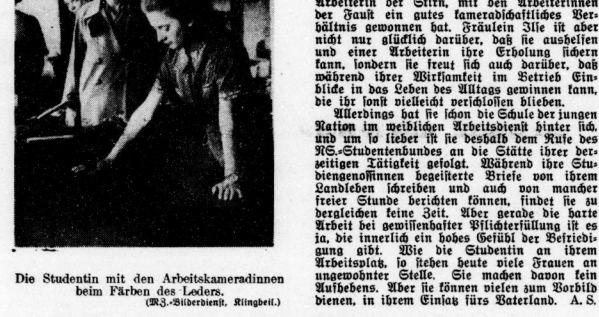 Arbeiterin der Stirn, mit den Arbeiterinnen
der Faust ein gutes kameradschaftliches Ver-
hältnis gewonnen hat. Fräulein Ilse ist aber
nicht nur glücklich darüber, daß sie aushelfen
und einer Arbeiterin ihre Erholung sichern
kann, sondern sie freut sich auch darüber, daß
während ihrer Wirksamkeit im Betrieb Ein-
blicke in das Leben des Alltags gewinnen kann,
die ihr sonst vielleicht verschlossen blieben.
Allerdings hat sie schon die Schule der jungen
Nation im weiblichen Arbeitsdienst hinter sich,
und um so lieber ist sie deshalb dem Rufe des
NS.-Studentenbundes an die Stätte ihrer der-
zeitigen Tätigkeit gefolgt. Während ihre Stu-
diengenossinnen begeisterte Briefe von ihrem
Landleben schreiben und auch von mancher
freier Stunde berichten können, findet sie zu
dergleichen keine Zeit. Aber gerade die harte
Arbeit bei gewissenhafter Pflichterfüllung ist es
ja, die innerlich ein hohes Gefühl der Befriedi-
gung gibt. Wie die Studentin an ihrem
Arbeitsplatz, so stehen heute viele Frauen an
ungewohnter Stelle. Sie machen davon kein
Aufhebens. Aber sie können vielen zum Vorbild
dienen, in ihrem Einsatz fürs Vaterland. A. S.
Die Studentin mit den Arbeitskameradinnen
beim Färben des Leders.
(MZ.-Bilderdienst, Klingbeil.)